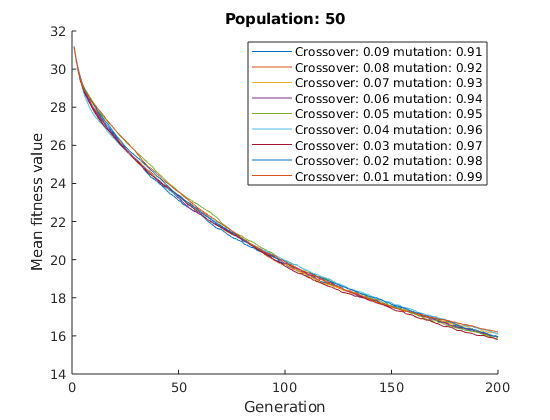 Population: 50
32
30
28
26
24
22
20
18
16
14
Mean fitness value
Crossover: 0.09 mutation: 0.91
Crossover: 0.08 mutation: 0.92
Crossover: 0.07 mutation: 0.93
Crossover: 0.06 mutation: 0.94
Crossover: 0.05 mutation: 0.95
Crossover: 0.04 mutation: 0.96
Crossover: 0.03 mutation: 0.97
Crossover: 0.02 mutation: 0.98
Crossover: 0.01 mutation: 0.99
0 50 100 150 200
Generation